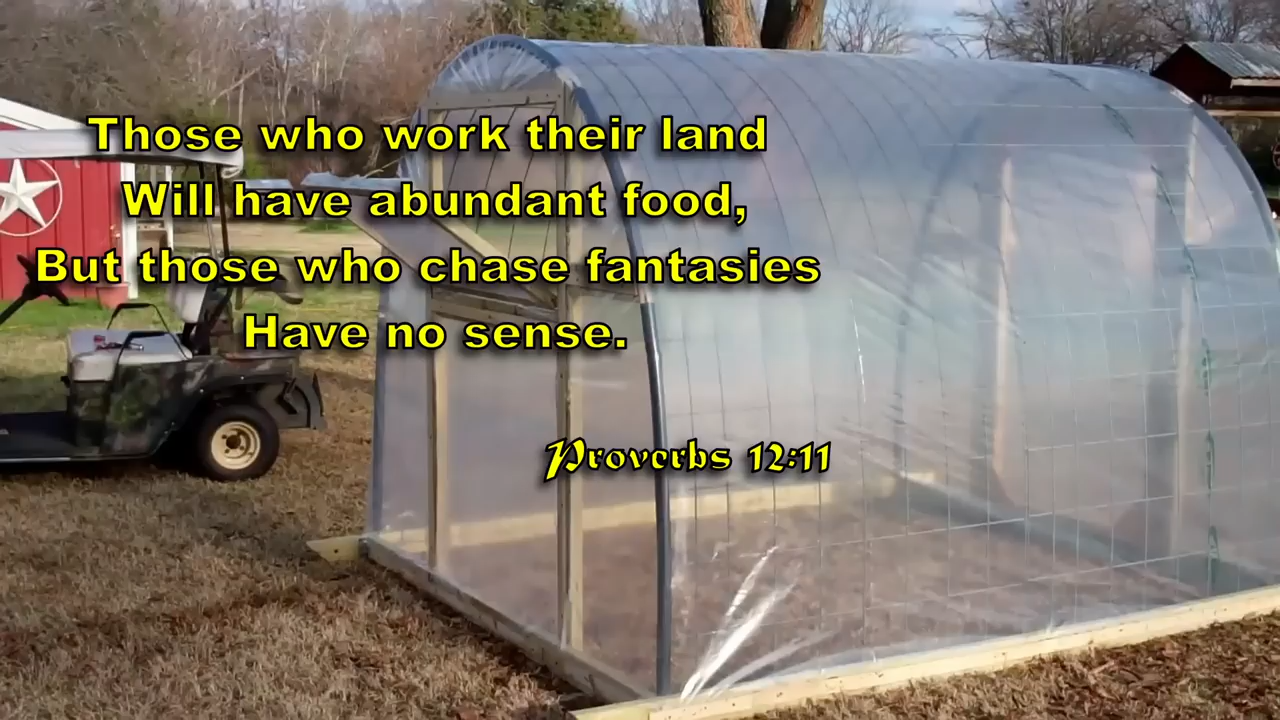 Those who work their land
Will have abundant food,
But those who chase fantasies
Have no sense.
Proverbs 12:11